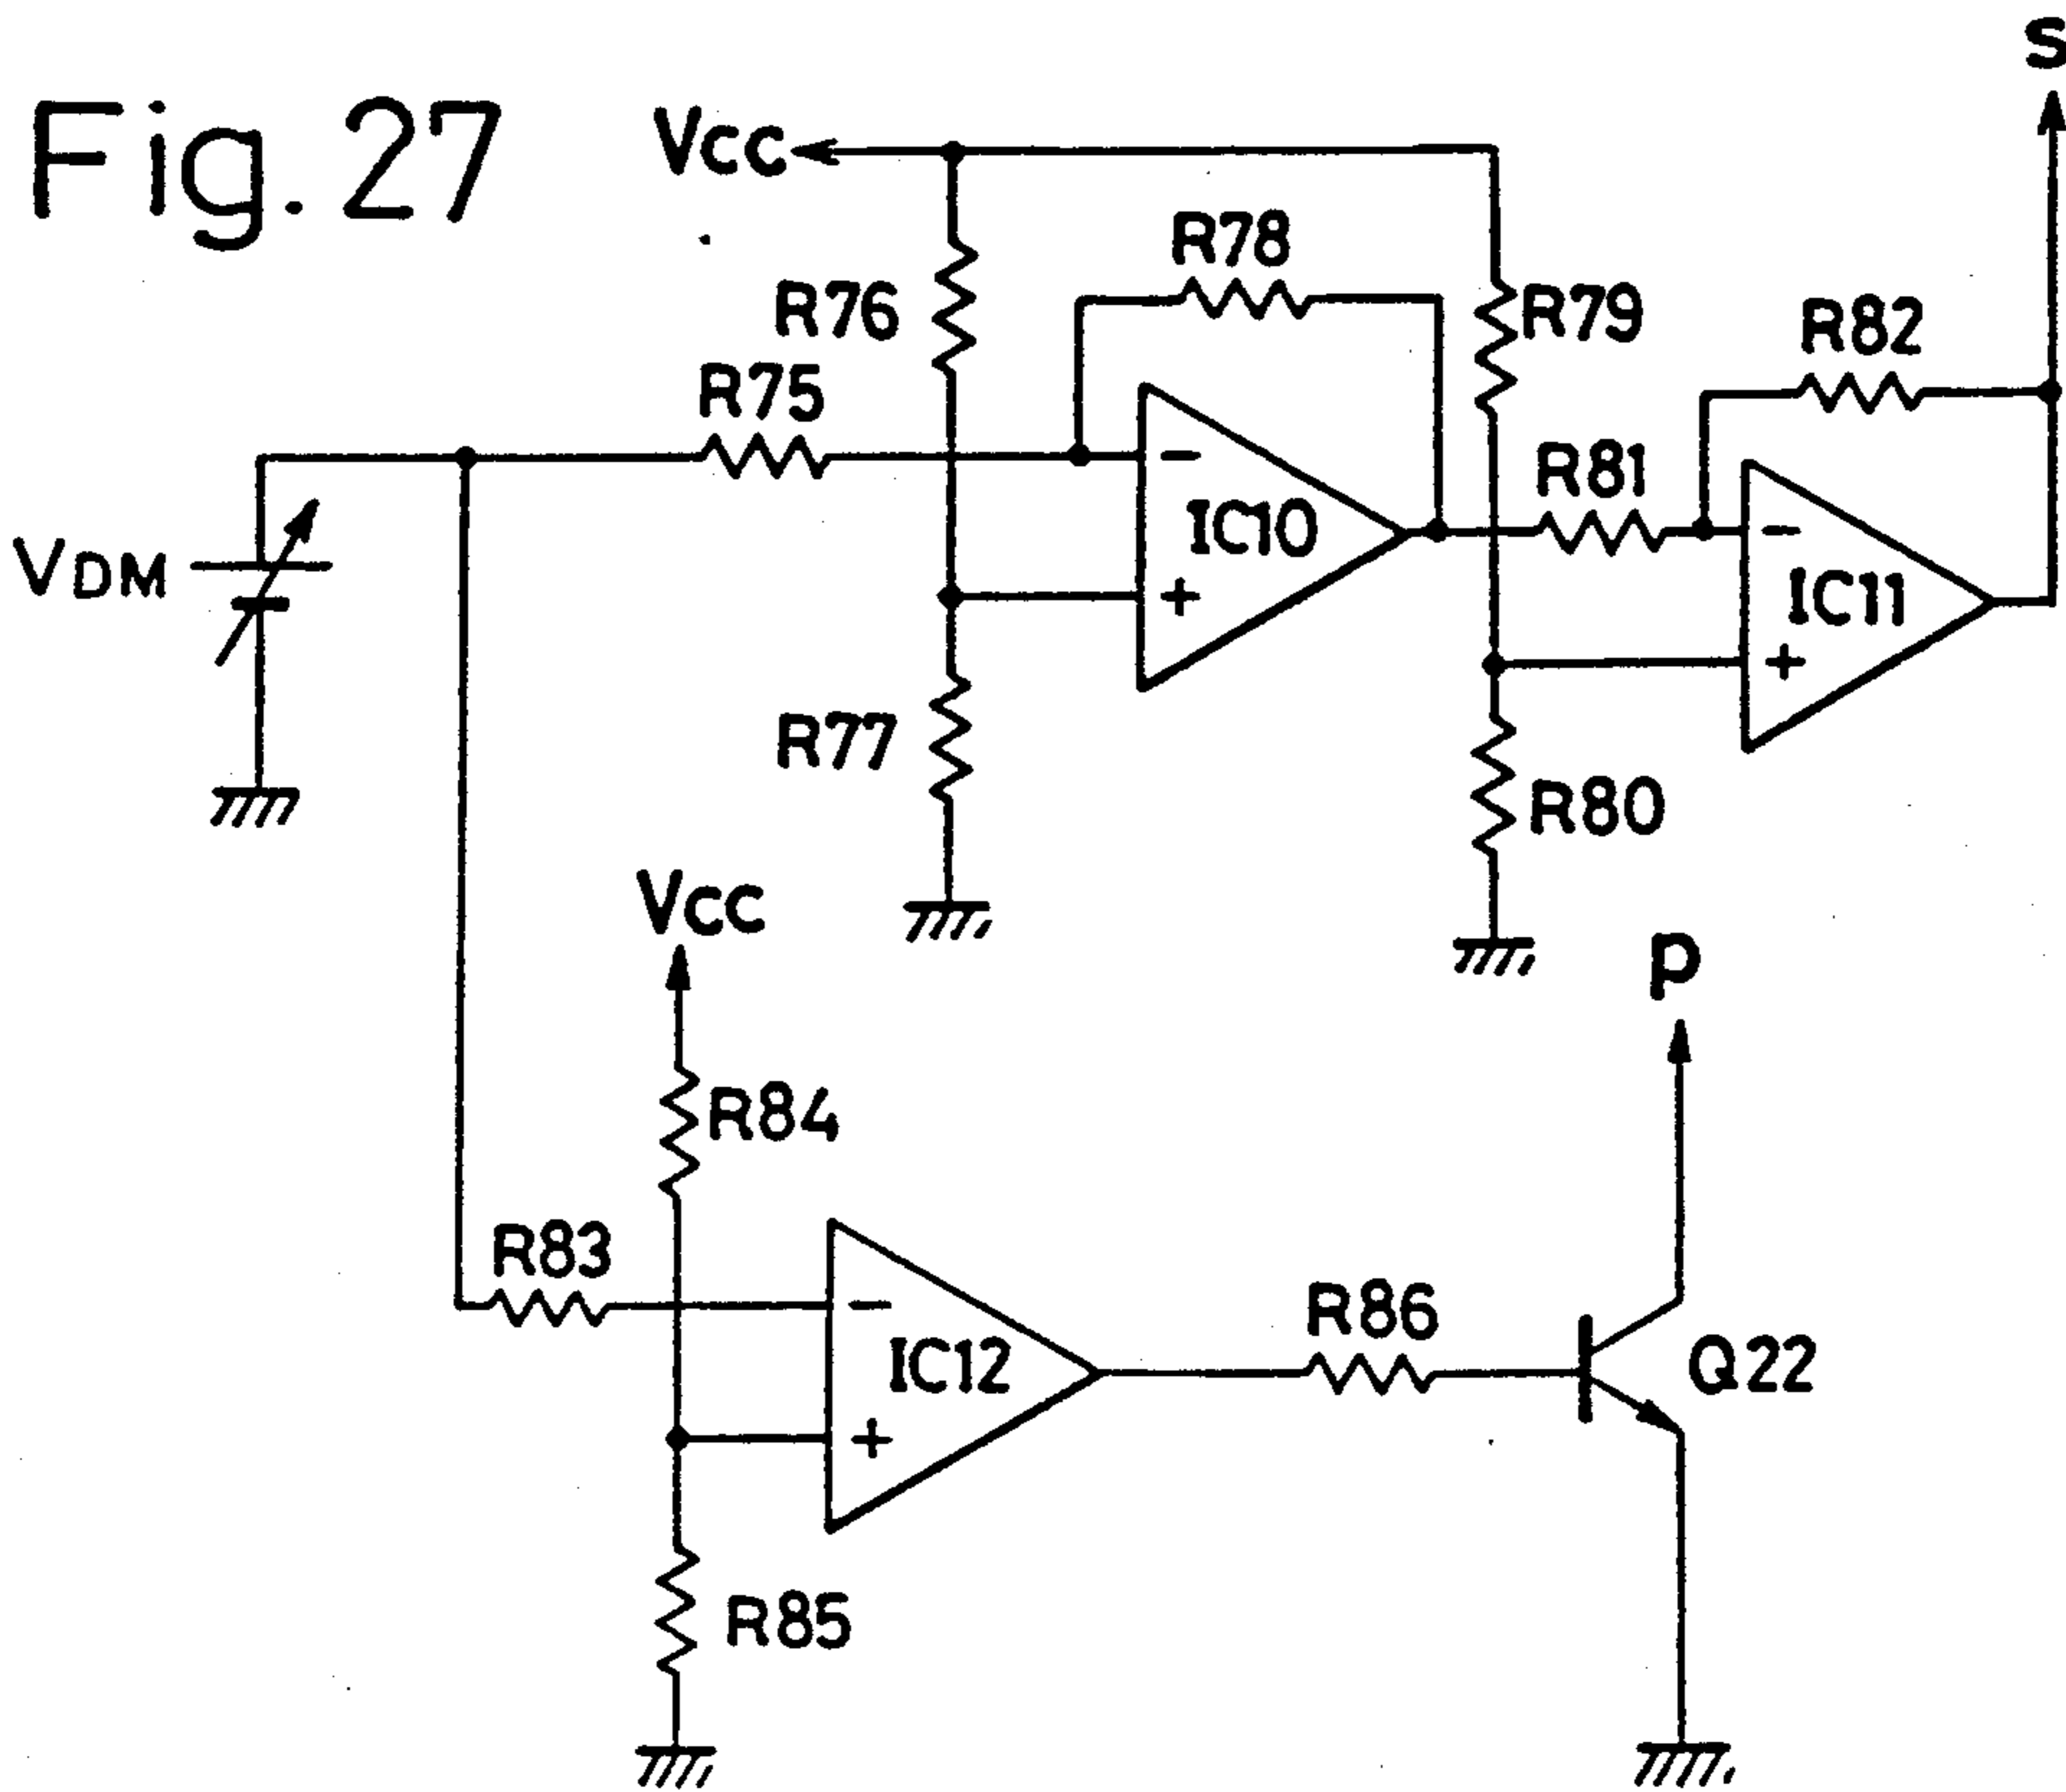 Fig. 27
S
VCC
R78
R76
R79
R82
R75
R81
-
IC10
+
VDM
-
IC11
+
R77
R80
VCC
P
R84
R83
-
IC12
+
R86
Q22
R85